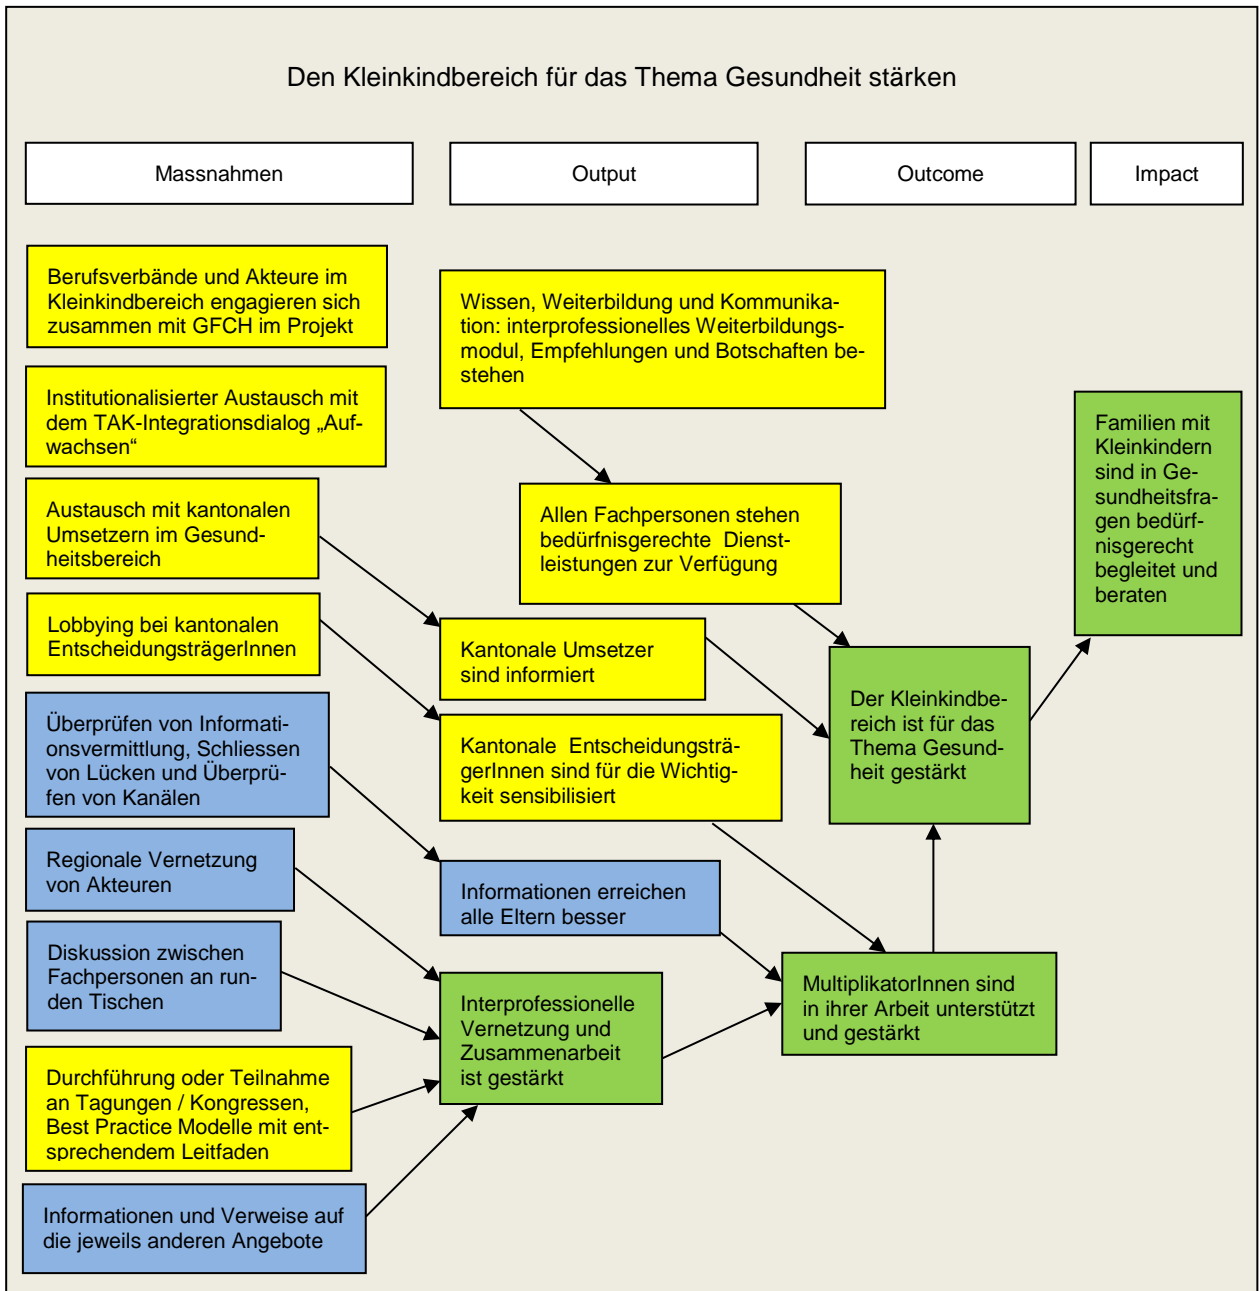 Den Kleinkindbereich für das Thema Gesundheit stärken
Massnahmen
Output
Outcome
Impact
Berufsverbände und Akteure im
Kleinkindbereich engagieren sich
zusammen mit GFCH im Projekt
Institutionalisierter Austausch mit
dem TAK-Integrationsdialog „Auf-
wachsen“
Austausch mit kantonalen
Umsetzern im Gesund-
heitsbereich
Lobbying bei kantonalen
EntscheidungsträgerInnen
Überprüfen von Informati-
onsvermittlung, Schliessen
von Lücken und Überprü-
fen von Kanälen
Regionale Vernetzung
von Akteuren
Diskussion zwischen
Fachpersonen an run-
den Tischen
Durchführung oder Teilnahme
an Tagungen / Kongressen,
Best Practice Modelle mit ent-
sprechendem Leitfaden
Informationen und Verweise auf
die jeweils anderen Angebote
Wissen, Weiterbildung und Kommunika-
tion: interprofessionelles Weiterbildungs-
modul, Empfehlungen und Botschaften be-
stehen
Allen Fachpersonen stehen
bedürfnisgerechte Dienst-
leistungen zur Verfügung
Kantonale Umsetzer
sind informiert
Kantonale Entscheidungsträ-
gerInnen sind für die Wichtig-
keit sensibilisiert
Informationen erreichen
alle Eltern besser
Interprofessionelle
Vernetzung und
Zusammenarbeit
ist gestärkt
Der Kleinkindbe-
reich ist für das
Thema Gesund-
heit gestärkt
MultiplikatorInnen sind
in ihrer Arbeit unterstützt
und gestärkt
Familien mit
Kleinkindern
sind in Ge-
sundheitsfra-
gen bedürf-
nisgerecht
begleitet und
beraten